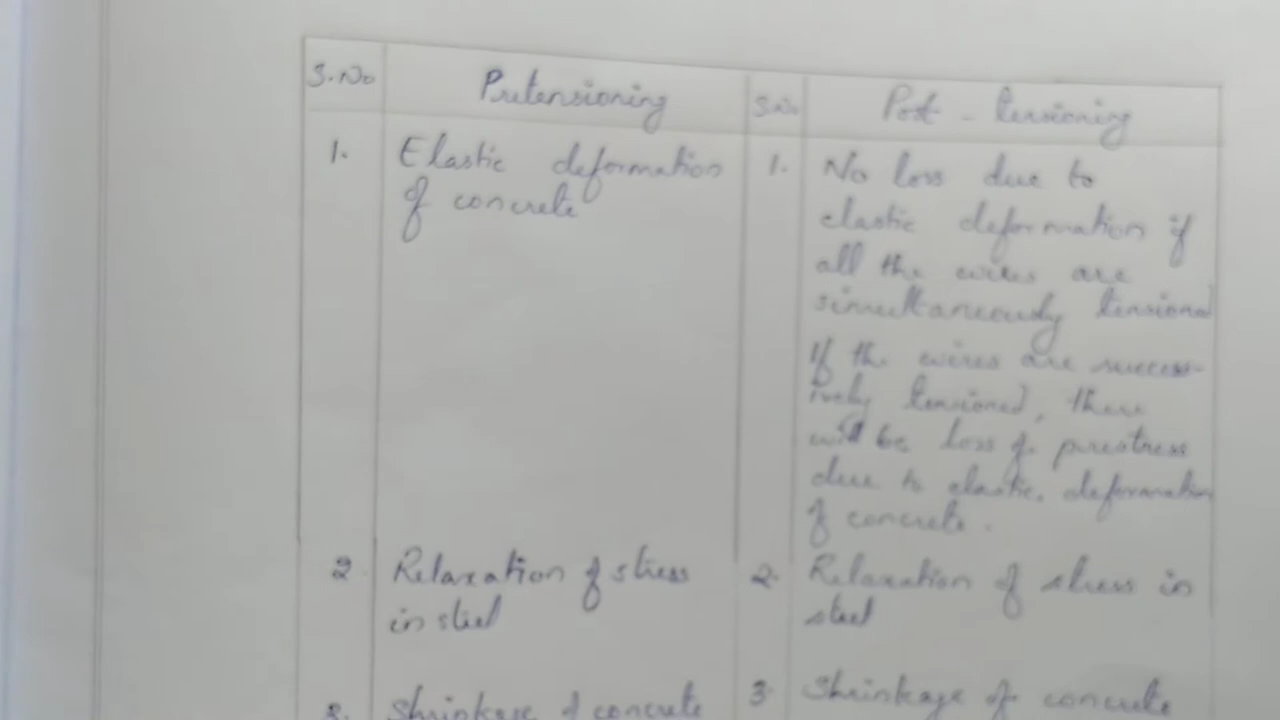 S.No Pretensioning S.No Post - tensioning
1. Elastic deformation
of concrete
1. No loss due to
elastic deformation if
all the wires are
simultaneously tensioned
If the wires are success-
ively tensioned, there
will be loss of prestress
due to elastic deformation
of concrete.
2. Relaxation of stress
in steel
2. Relaxation of stress in
steel
3. Shrinkage of concrete
3. Shrinkage of concrete